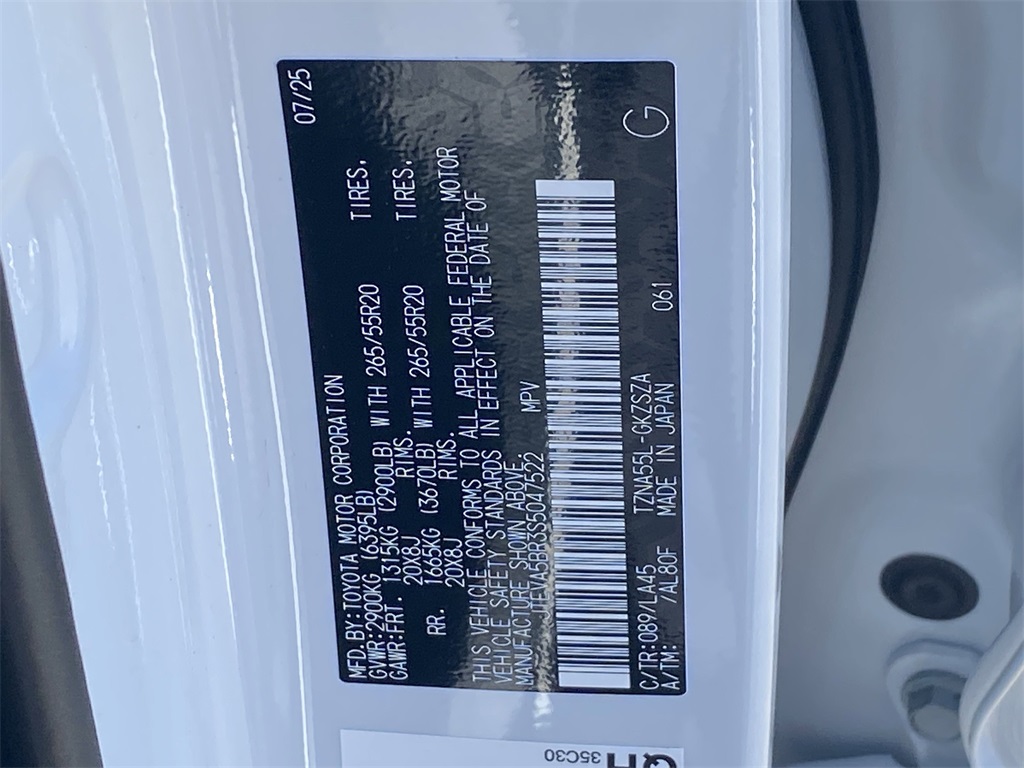 MFD.BY:TOYOTA MOTOR CORPORATION 07/25
GVWR:2900KG (6395LB)
GAWR:FRT. 1315KG (2900LB) WITH 265/55R20 TIRES,
20X8J RIMS.
RR. 1665KG (3670LB) WITH 265/55R20 TIRES,
20X8J RIMS.
THIS VEHICLE CONFORMS TO ALL APPLICABLE FEDERAL MOTOR
VEHICLE SAFETY STANDARDS IN EFFECT ON THE DATE OF
MANUFACTURE SHOWN ABOVE.
JTEVA5BR3S5047522 MPV
C/TR:089/LA45 TZNA55L-GKZSZA 061
A/TM: /AL80F MADE IN JAPAN G
QH
35C30